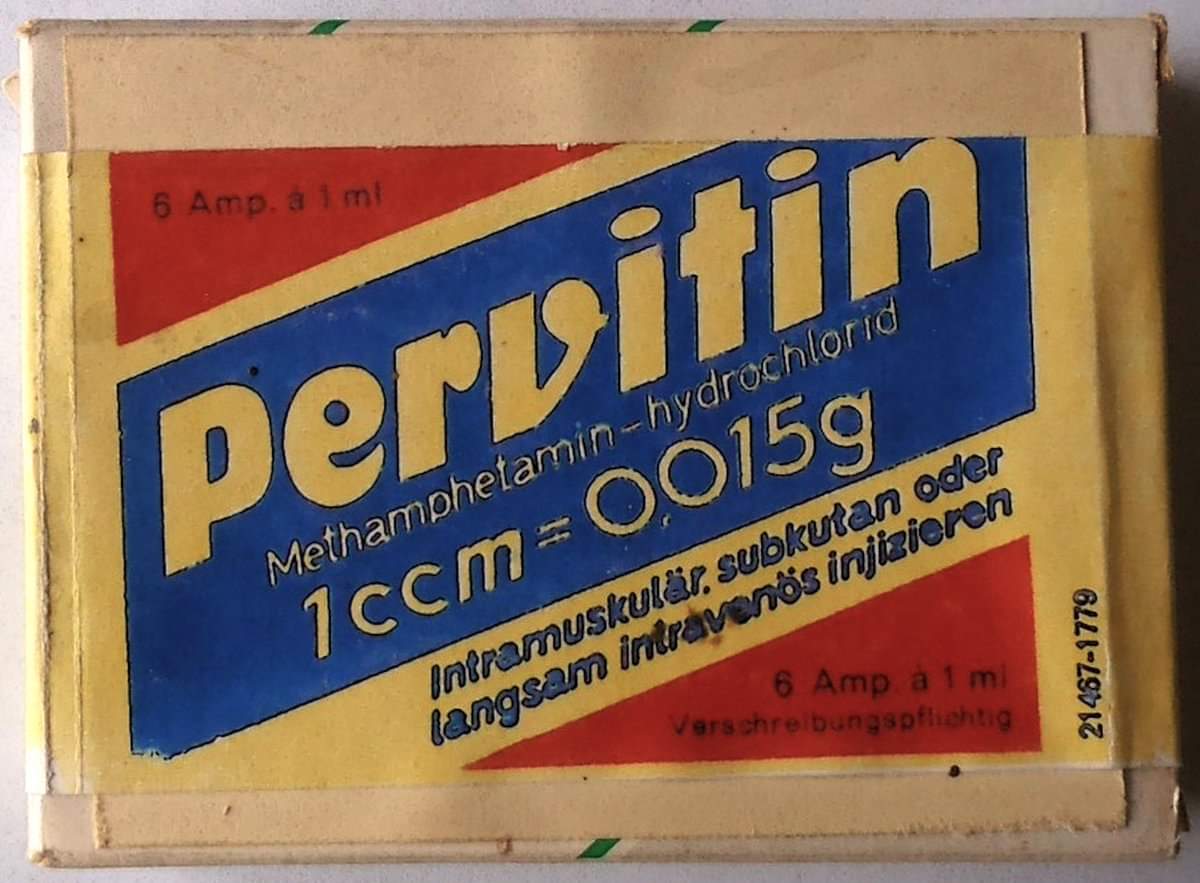 6 Amp. à 1 ml
Pervitin
Methamphetamin-hydrochlorid
1 ccm = 0,015g
Intramuskulär, subkutan oder
langsam intravenös injizieren
6 Amp. à 1 ml
Verschreibungspflichtig
21467-1779